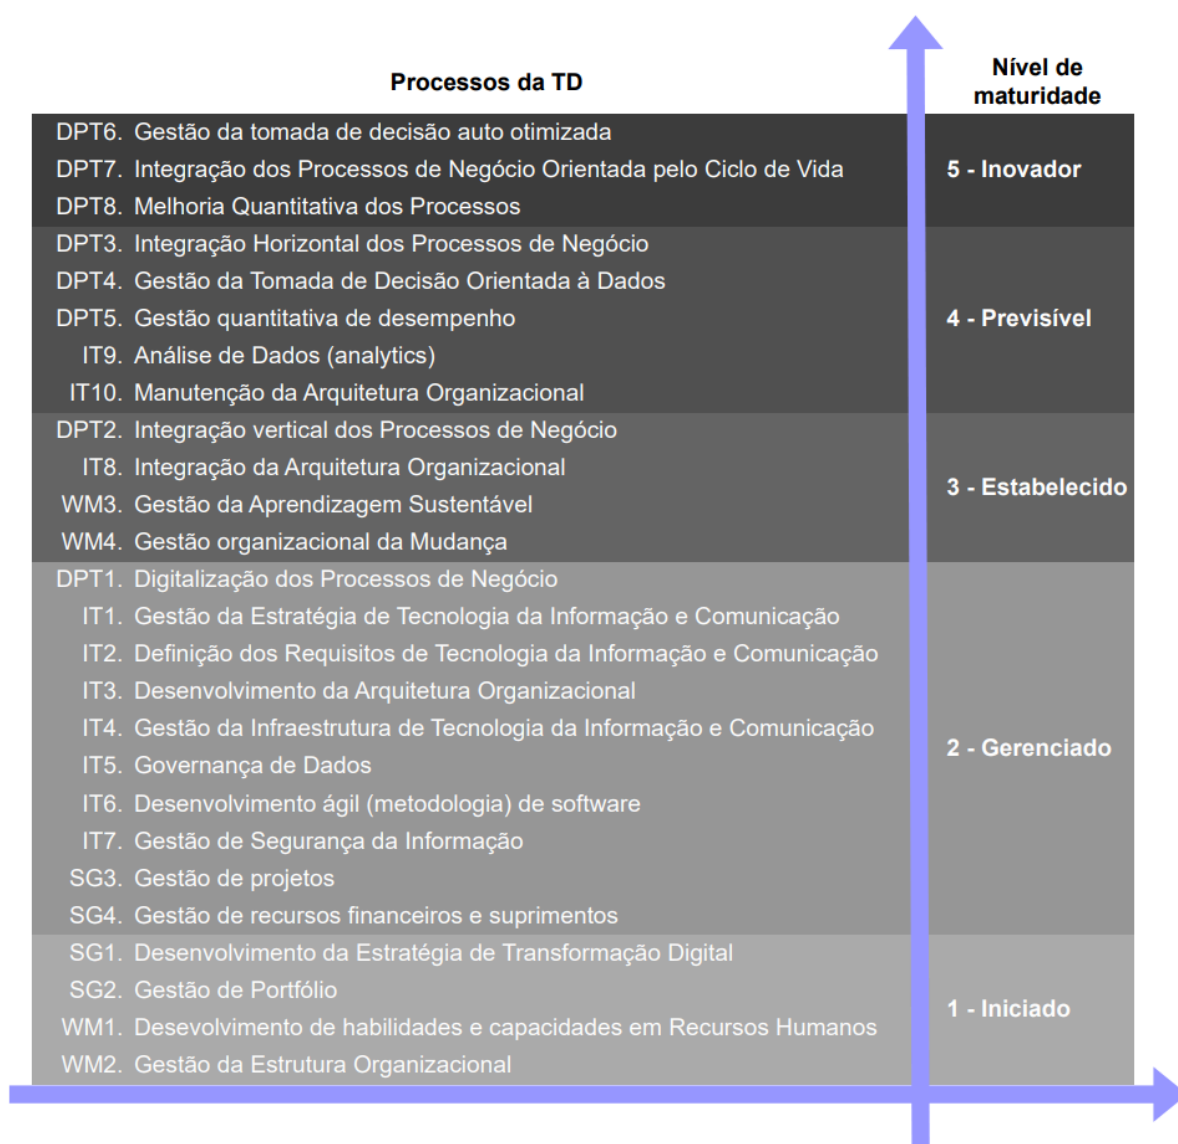 Processos da TD
Nível de
maturidade
DPT6. Gestão da tomada de decisão auto otimizada
DPT7. Integração dos Processos de Negócio Orientada pelo Ciclo de Vida
5 - Inovador
DPT8. Melhoria Quantitativa dos Processos
DPT3. Integração Horizontal dos Processos de Negócio
DPT4. Gestão da Tomada de Decisão Orientada à Dados
DPT5. Gestão quantitativa de desempenho
4 - Previsível
IT9. Análise de Dados (analytics)
IT10. Manutenção da Arquitetura Organizacional
DPT2. Integração vertical dos Processos de Negócio
IT8. Integração da Arquitetura Organizacional
3 - Estabelecido
WM3. Gestão da Aprendizagem Sustentável
WM4. Gestão organizacional da Mudança
DPT1. Digitalização dos Processos de Negócio
IT1. Gestão da Estratégia de Tecnologia da Informação e Comunicação
IT2. Definição dos Requisitos de Tecnologia da Informação e Comunicação
IT3. Desenvolvimento da Arquitetura Organizacional
IT4. Gestão da Infraestrutura de Tecnologia da Informação e Comunicação
2 - Gerenciado
IT5. Governança de Dados
IT6. Desenvolvimento ágil (metodologia) de software
IT7. Gestão de Segurança da Informação
SG3. Gestão de projetos
SG4. Gestão de recursos financeiros e suprimentos
SG1. Desenvolvimento da Estratégia de Transformação Digital
SG2. Gestão de Portfólio
1 - Iniciado
WM1. Desevolvimento de habilidades e capacidades em Recursos Humanos
WM2. Gestão da Estrutura Organizacional